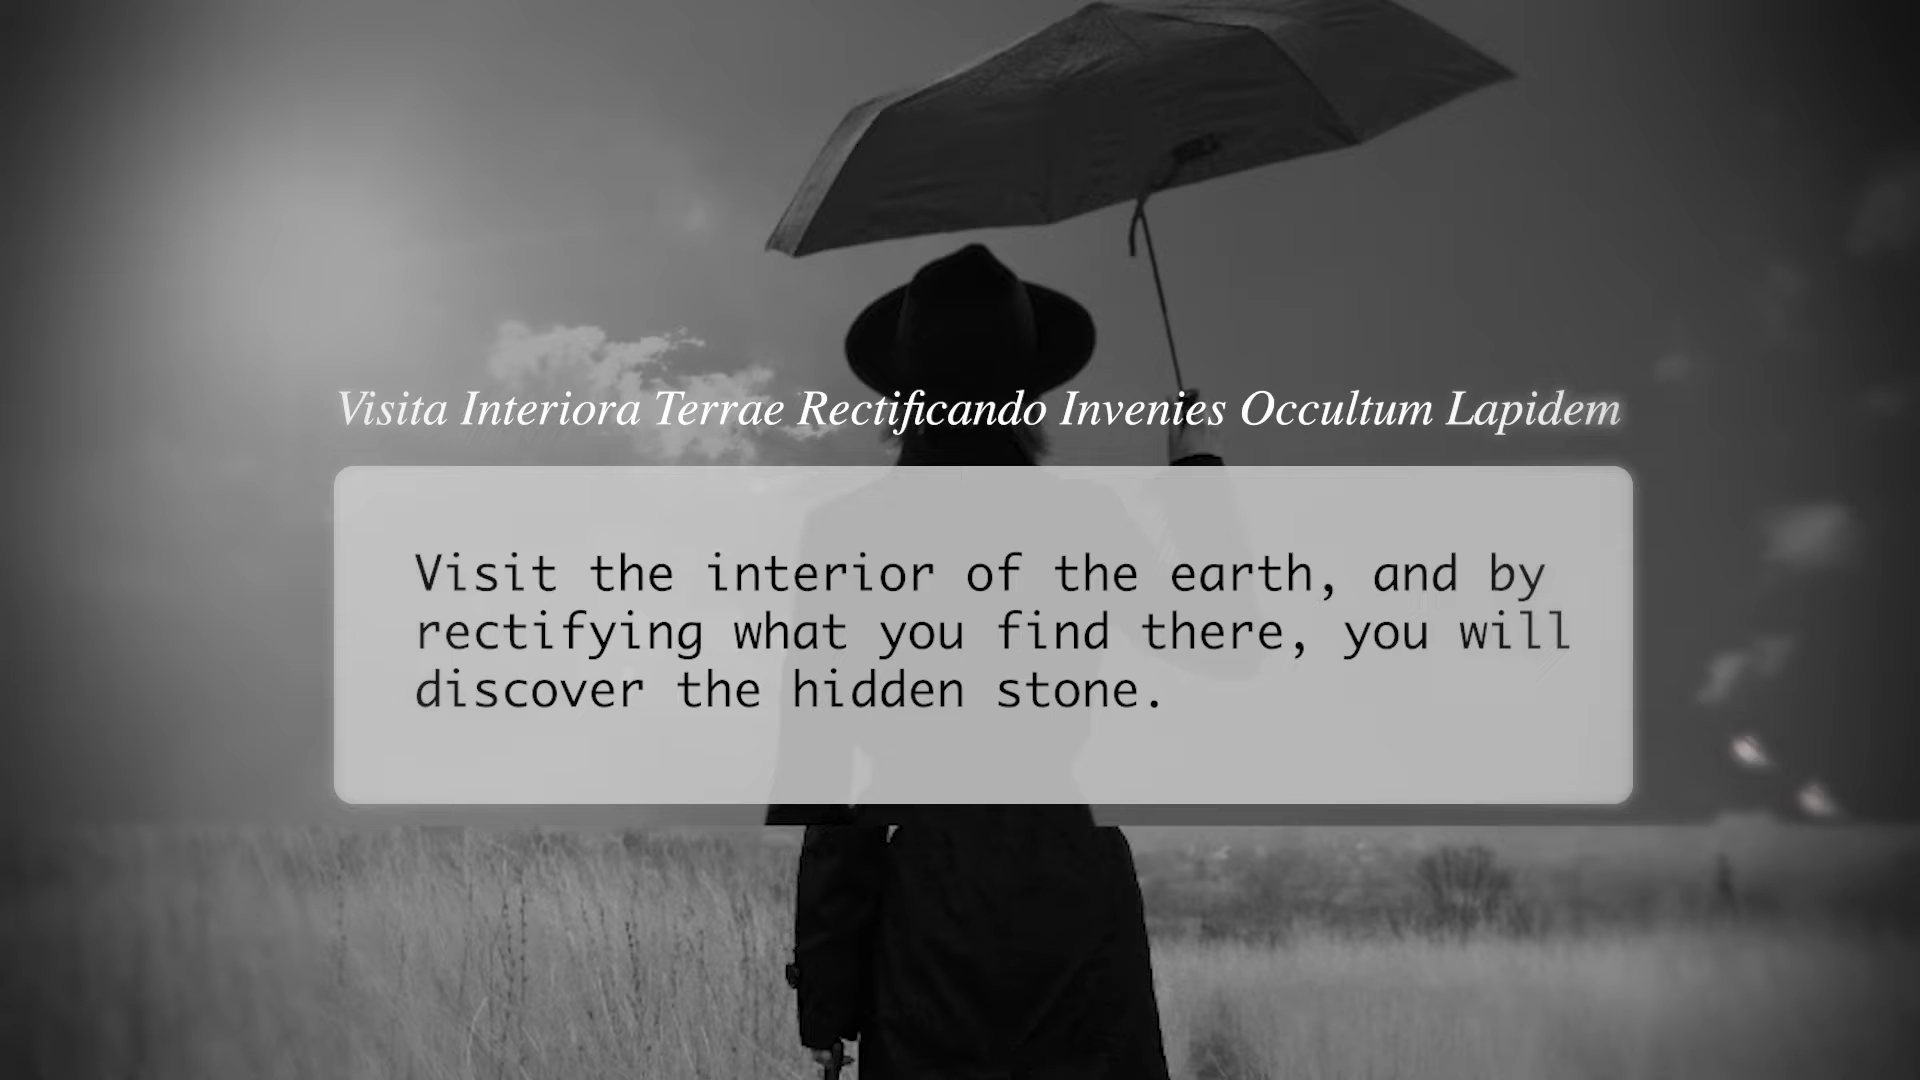 Visita Interiora Terrae Rectificando Invenies Occultum Lapidem
Visit the interior of the earth, and by
rectifying what you find there, you will
discover the hidden stone.